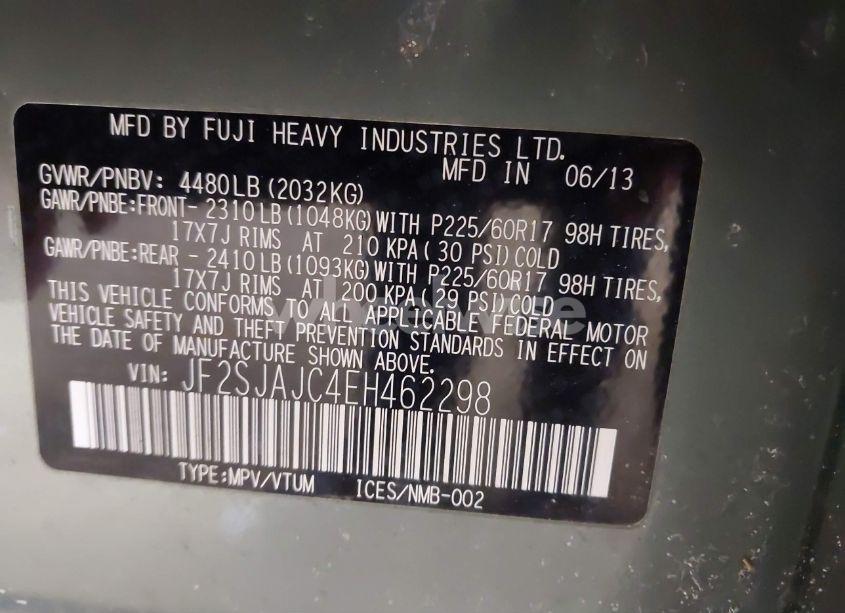 MFD BY FUJI HEAVY INDUSTRIES LTD.
MFD IN 06/13
GVWR/PNBV: 4480LB(2032KG)
GAWR/PNBE:FRONT- 2310LB(1048KG)WITH P225/60R17 98H TIRES,
17X7J RIMS AT 210 KPA( 30 PSI)COLD
GAWR/PNBE:REAR - 2410LB(1093KG)WITH P225/60R17 98H TIRES,
17X7J RIMS AT 200 KPA( 29 PSI)COLD
THIS VEHICLE CONFORMS TO ALL APPLICABLE FEDERAL MOTOR
VEHICLE SAFETY AND THEFT PREVENTION STANDARDS IN EFFECT ON
THE DATE OF MANUFACTURE SHOWN ABOVE.
VIN: JF2SJAJC4EH462298
TYPE:MPV/VTUM ICES/NMB-002